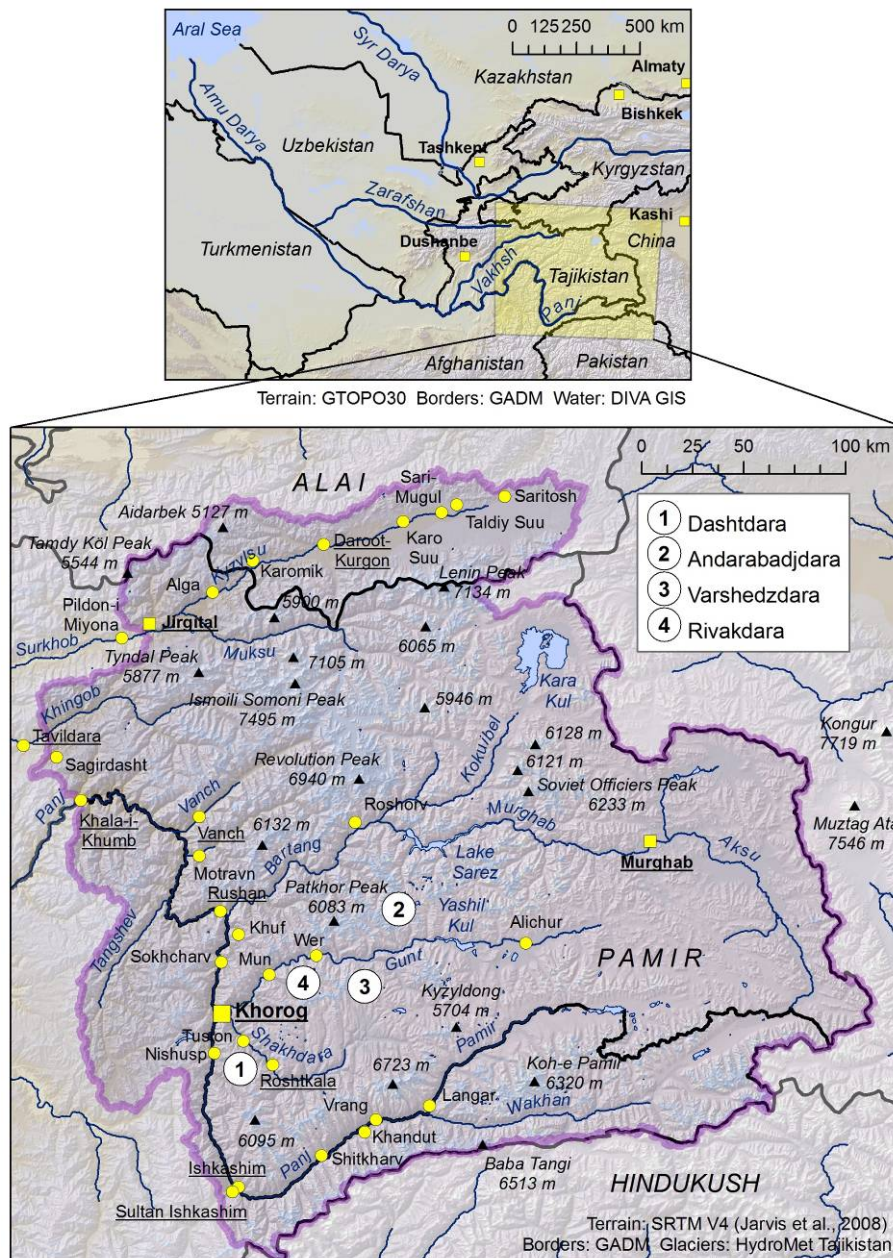 Aral Sea
Syr Darya
0 125 250 500 km
Kazakhstan
Almaty
Bishkek
Amu Darya
Uzbekistan
Tashkent
Kyrgyzstan
Zarafshan
Kashi
China
Dushanbe
Turkmenistan
Vakhsh
Tajikistan
Panj
Afghanistan
Pakistan
Terrain: GTOPO30 Borders: GADM Water: DIVA GIS
0 25 50 100 km
ALAI
1 Dashtdara
2 Andarabadjdara
3 Varshedzdara
4 Rivakdara
Sari-
Mugul
Saritosh
Aidarbek 5127 m
Taldiy Suu
Tamdy Köl Peak
5544 m
Daroot-
Kurgon
Karo
Suu
Kyzylsu
Karomik
Alga
Lenin Peak
7134 m
Pildon-i
Miyona
5900 m
Jirgital
6065 m
Surkhob
Muksu
Tyndal Peak
5877 m
7105 m
Kara
Kul
Ismoili Somoni Peak
7495 m
5946 m
Khingob
Kongur
7719 m
Tavildara
Sagirdasht
6128 m
Revolution Peak
6940 m
Kokuibel
6121 m
Soviet Officiers Peak
6233 m
Panj
Khala-i-
Khumb
Vanch
Vanch
Roshorv
Murghab
Muztag Ata
7546 m
6132 m
Bartang
Murghab
Aksu
Motravn
Lake
Sarez
Rushan
Patkhor Peak
6083 m
2
Yashil
Kul
Tangshev
Khuf
Wer
Alichur
Sokhcharv
Mun
Gunt
PAMIR
4
3
Kyzyldong
5704 m
Khoroq
Pamir
Tusion
Shakhdara
Nishusp
1
Roshtkala
6723 m
Koh-e Pamir
6320 m
Langar
Wakhan
Vrang
6095 m
Khandut
Panj
Shitkharv
Ishkashim
Baba Tangi
6513 m
Sultan Ishkashim
HINDUKUSH
Terrain: SRTM V4 (Jarvis et al., 2008)
Borders: GADM Glaciers: HydroMet Tajikistan